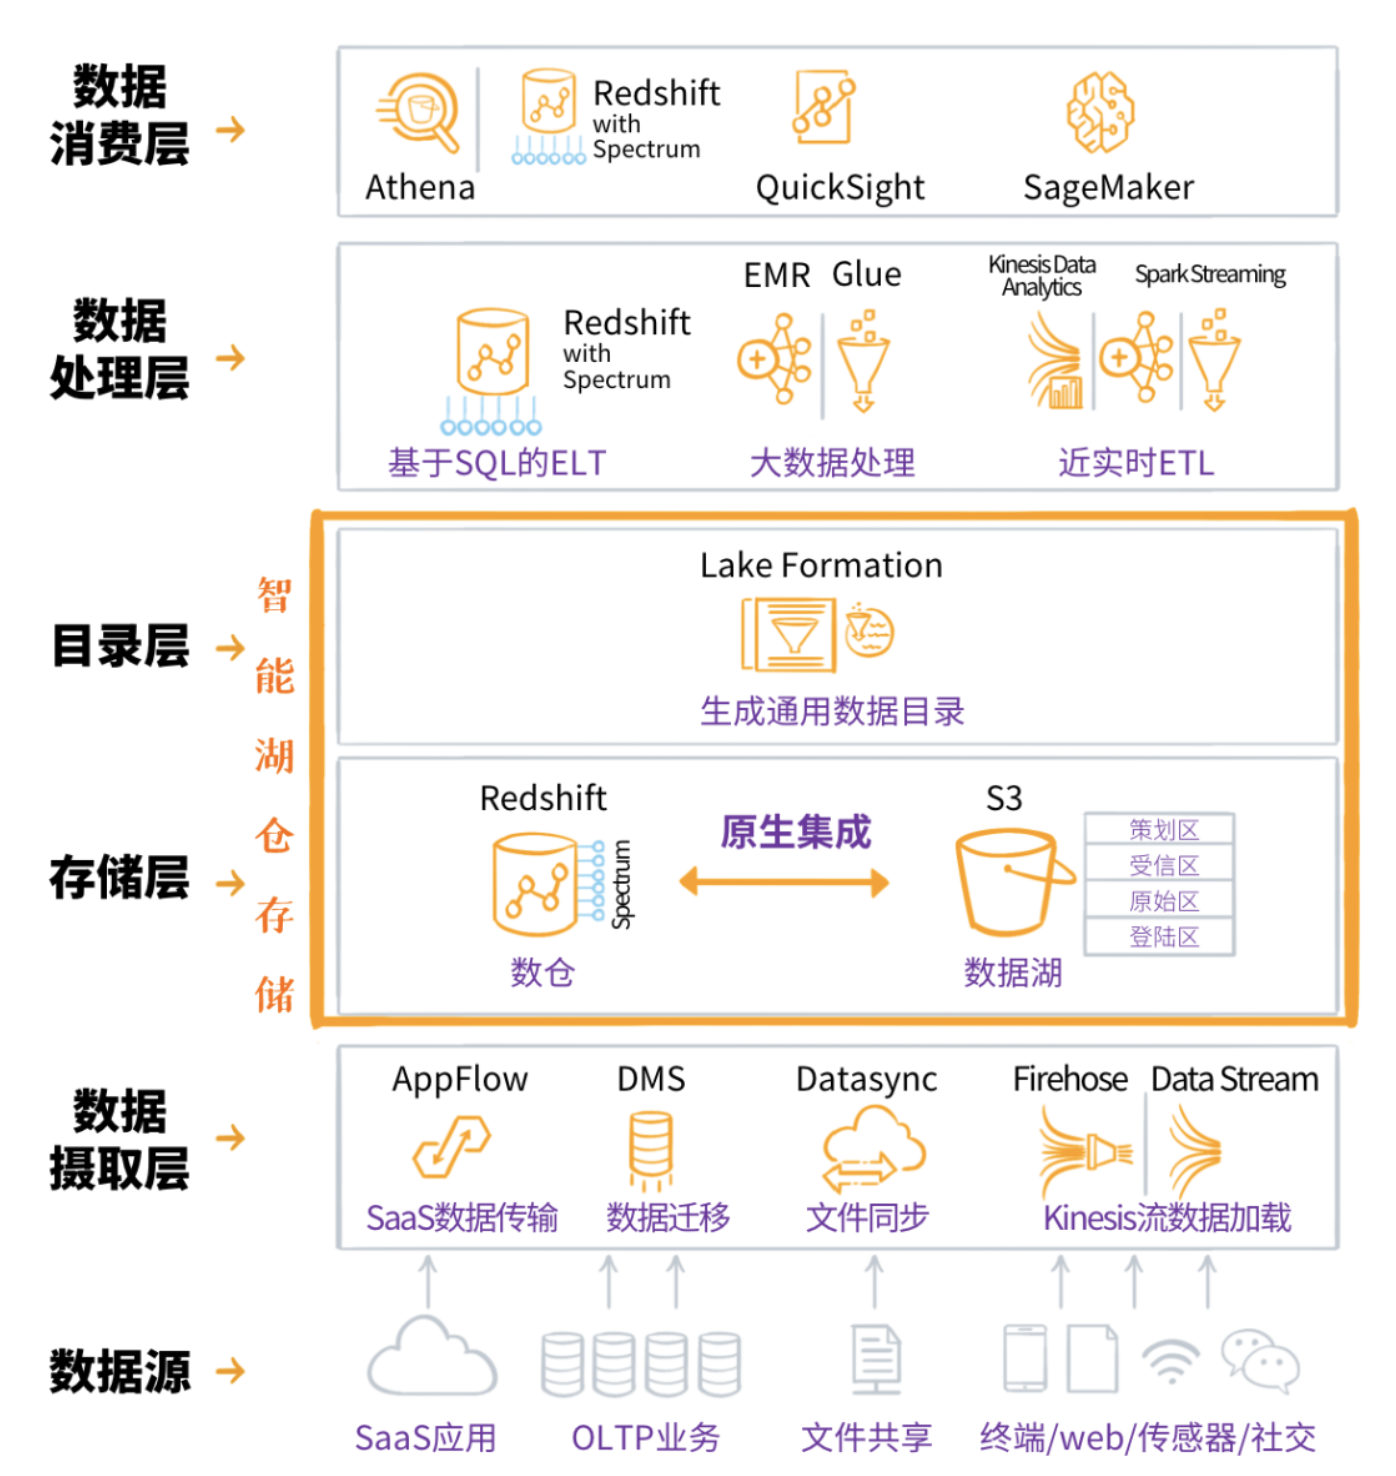 数据
消费层
Athena
Redshift
with
Spectrum
QuickSight
SageMaker
数据
处理层
Redshift
with
Spectrum
基于SQL的ELT
EMR Glue
大数据处理
Kinesis Data
Analytics
Spark Streaming
近实时ETL
智能湖仓存储
目录层
Lake Formation
生成通用数据目录
存储层
Redshift
Spectrum
数仓
原生集成
S3
数据湖
策划区
受信区
原始区
登陆区
数据
摄取层
AppFlow
SaaS数据传输
DMS
数据迁移
Datasync
文件同步
Firehose Data Stream
Kinesis流数据加载
数据源
SaaS应用
OLTP业务
文件共享
终端/web/传感器/社交